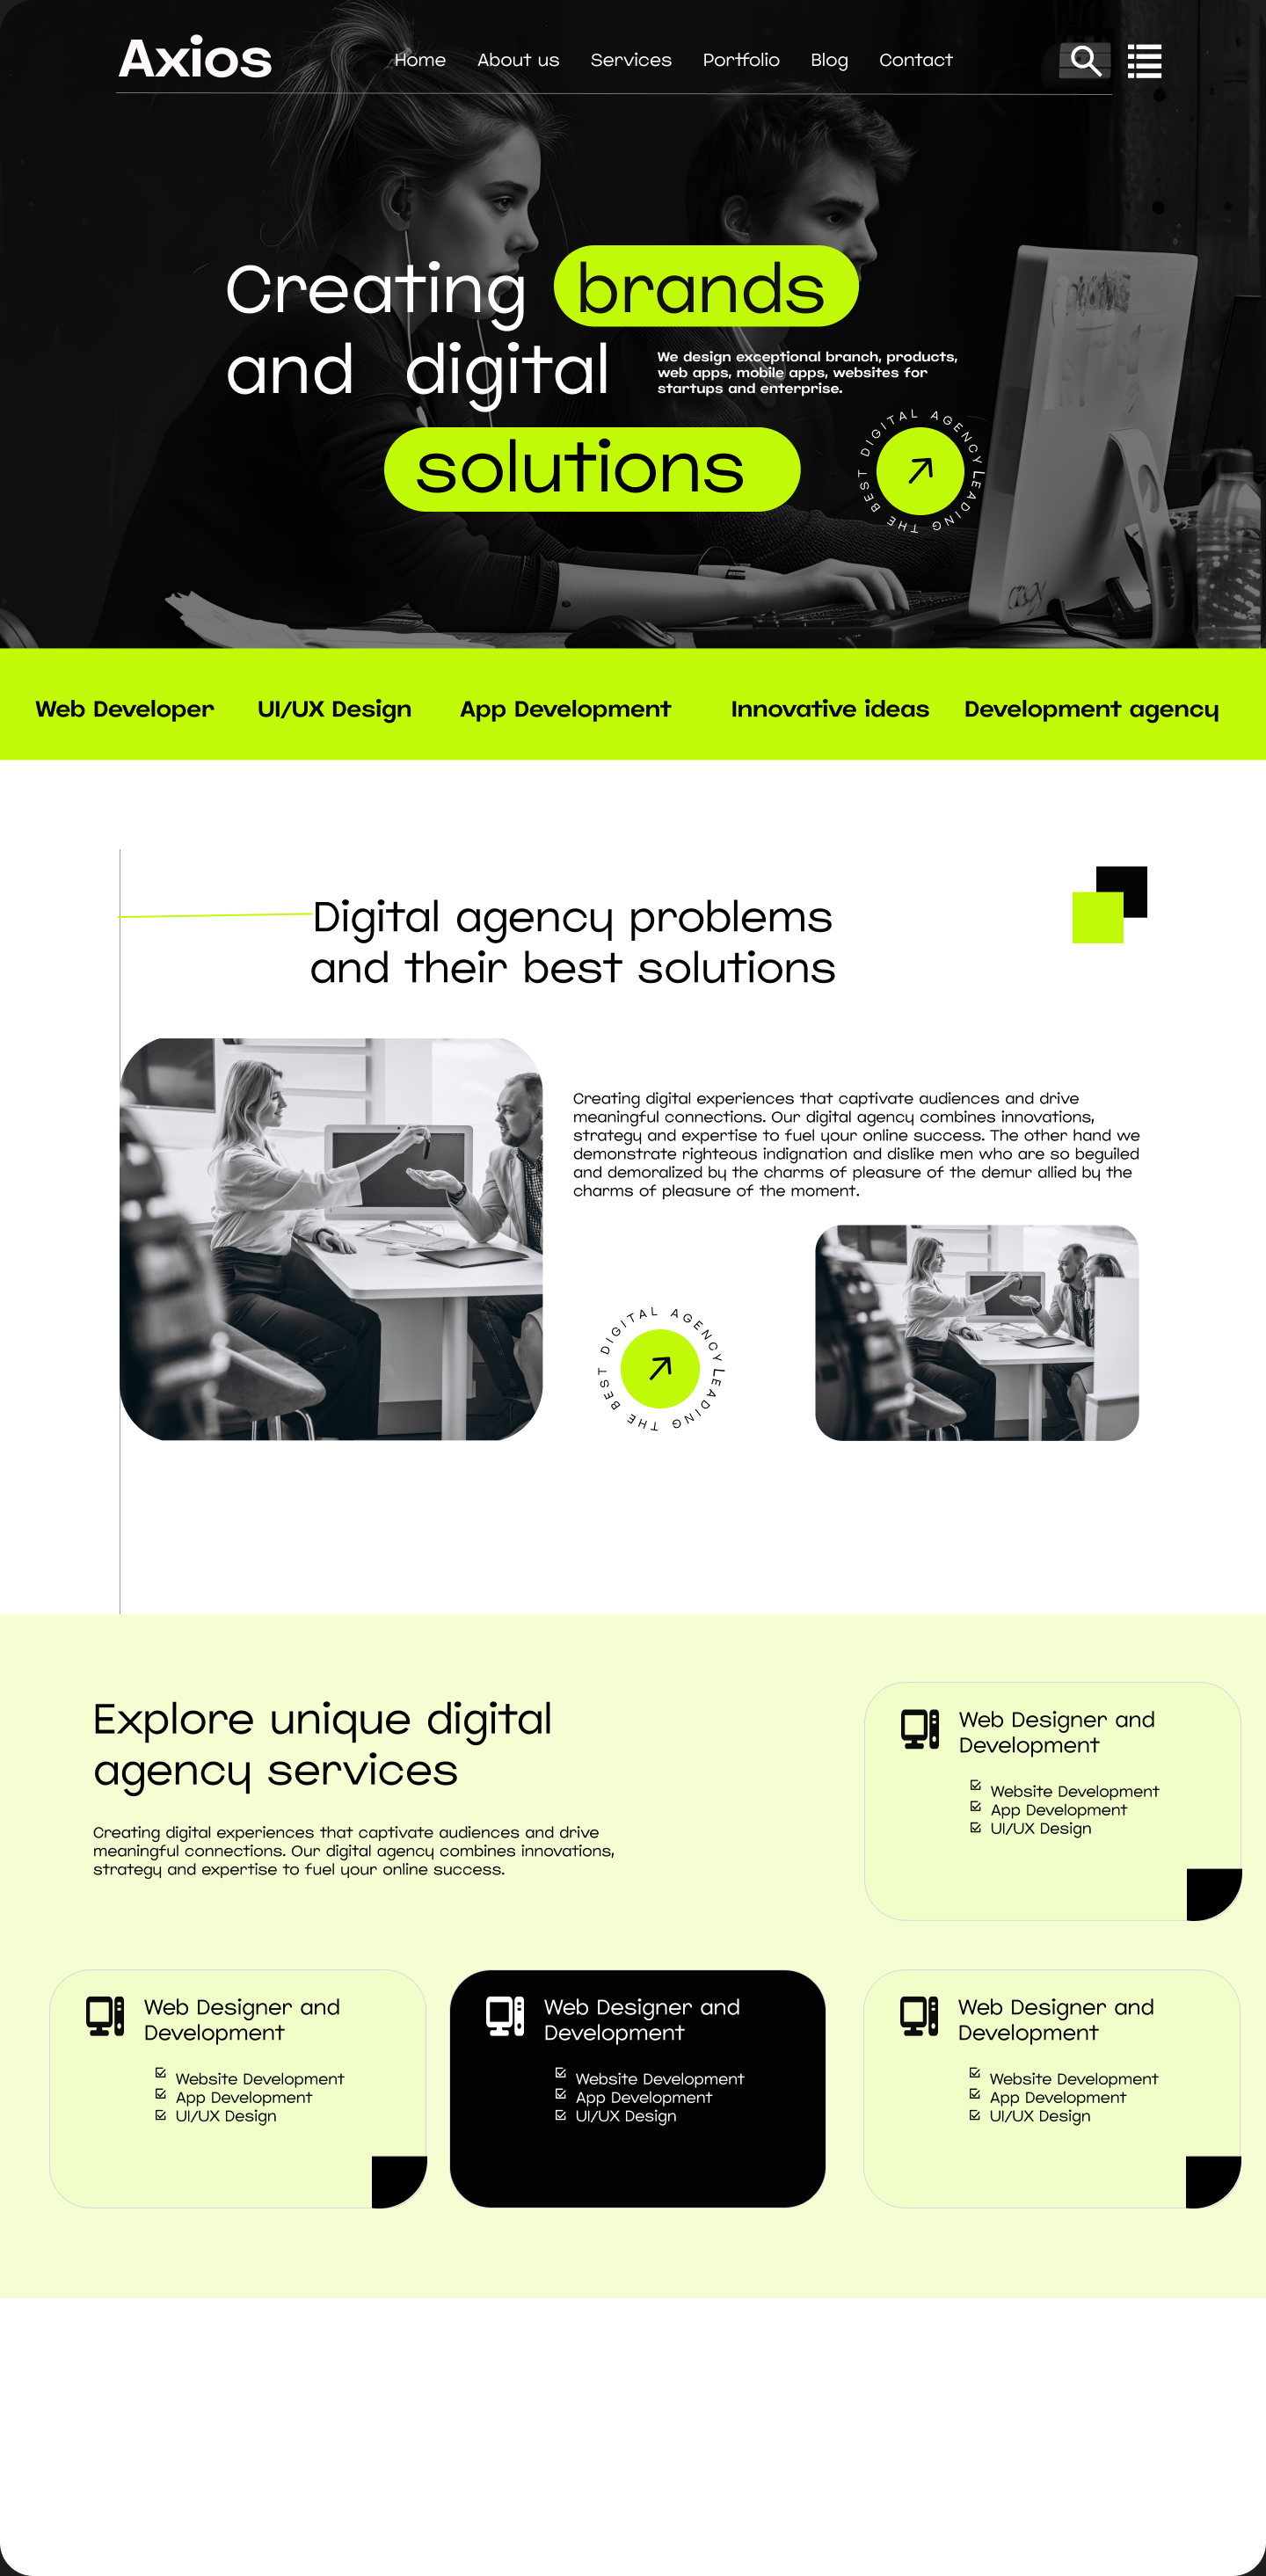 Axios
Home About us Services Portfolio Blog Contact
Creating brands
and digital
We design exceptional branch, products,
web apps, mobile apps, websites for
startups and enterprise.
solutions
THE BEST DIGITAL AGENCY LEADING
Web Developer UI/UX Design App Development Innovative ideas Development agency
Digital agency problems
and their best solutions
Creating digital experiences that captivate audiences and drive
meaningful connections. Our digital agency combines innovations,
strategy and expertise to fuel your online success. The other hand we
demonstrate righteous indignation and dislike men who are so beguiled
and demoralized by the charms of pleasure of the demur allied by the
charms of pleasure of the moment.
THE BEST DIGITAL AGENCY LEADING
Explore unique digital
agency services
Creating digital experiences that captivate audiences and drive
meaningful connections. Our digital agency combines innovations,
strategy and expertise to fuel your online success.
Web Designer and
Development
Website Development
App Development
UI/UX Design
Web Designer and
Development
Website Development
App Development
UI/UX Design
Web Designer and
Development
Website Development
App Development
UI/UX Design
Web Designer and
Development
Website Development
App Development
UI/UX Design